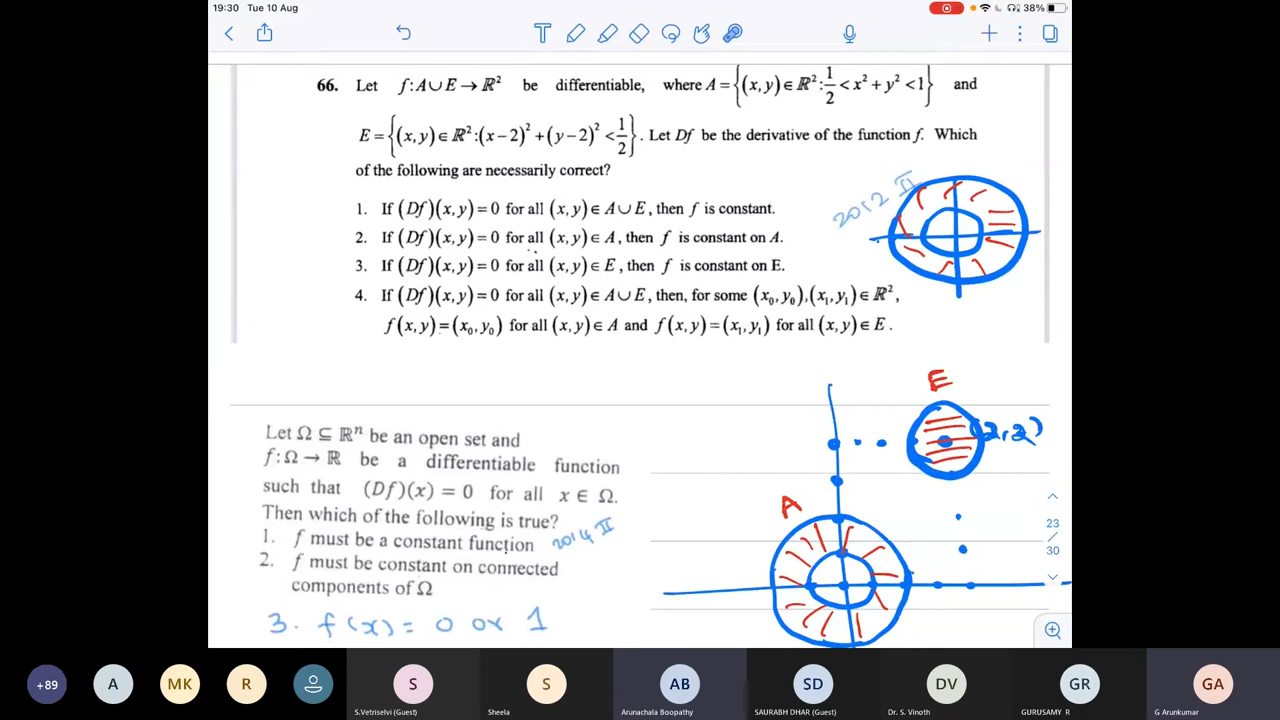 19:30 Tue 10 Aug
38%
66. Let f: A ∪ E → ℝ² be differentiable, where A = {(x, y) ∈ ℝ² : 1/2 < x² + y² < 1} and
E = {(x, y) ∈ ℝ² : (x − 2)² + (y − 2)² < 1/2}. Let Df be the derivative of the function f. Which
of the following are necessarily correct?
1. If (Df)(x, y) = 0 for all (x, y) ∈ A ∪ E, then f is constant.
2. If (Df)(x, y) = 0 for all (x, y) ∈ A, then f is constant on A.
3. If (Df)(x, y) = 0 for all (x, y) ∈ E, then f is constant on E.
4. If (Df)(x, y) = 0 for all (x, y) ∈ A ∪ E, then, for some (x₀, y₀), (x₁, y₁) ∈ ℝ²,
f(x, y) = (x₀, y₀) for all (x, y) ∈ A and f(x, y) = (x₁, y₁) for all (x, y) ∈ E.
2012 II
E
(2,2)
A
Let Ω ⊆ ℝⁿ be an open set and
f: Ω → ℝ be a differentiable function
such that (Df)(x) = 0 for all x ∈ Ω.
Then which of the following is true?
1. f must be a constant function
2014 II
2. f must be constant on connected
components of Ω
3. f(x) = 0 or 1
23
/
30
+89
A
MK
R
S
S.Vetriselvi (Guest)
S
Sheela
AB
Arunachala Boopathy
SD
SAURABH DHAR (Guest)
DV
Dr. S. Vinoth
GR
GURUSAMY R
GA
G Arunkumar